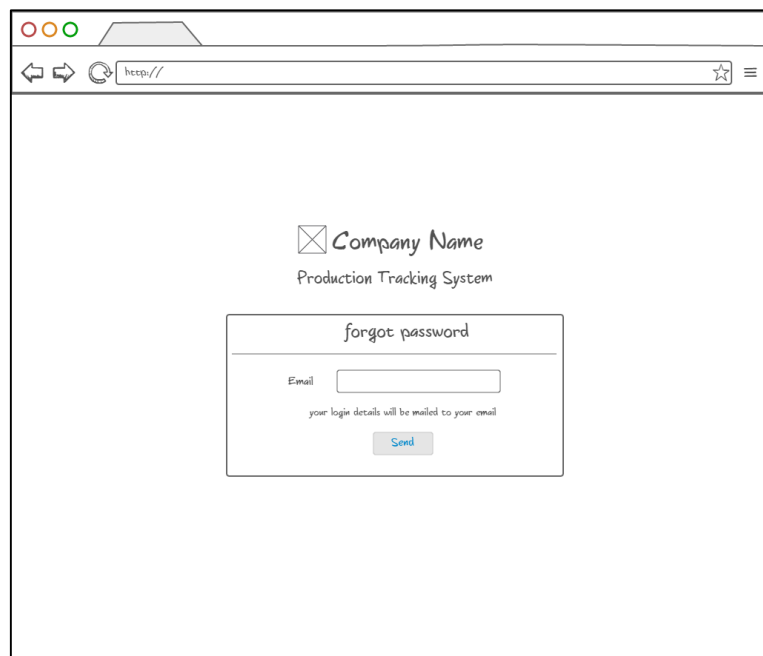 http://
Company Name
Production Tracking System
forgot password
Email
your login details will be mailed to your email
Send